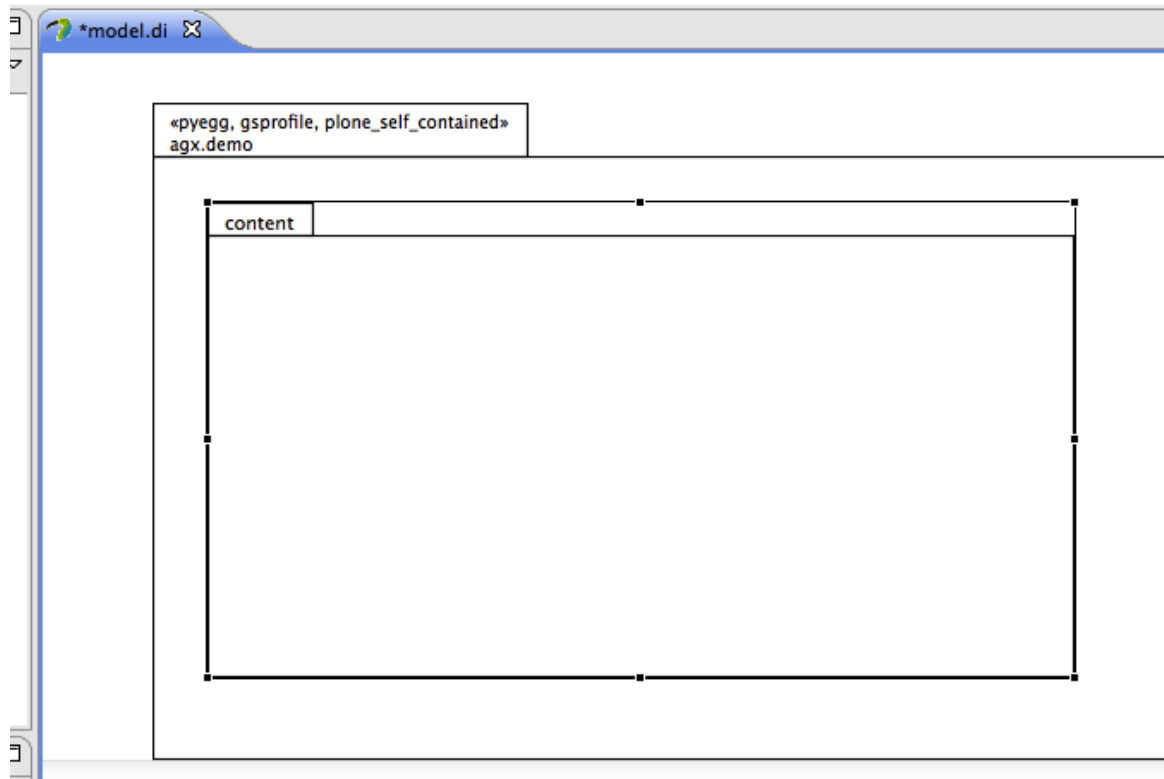 *model.di
«pyegg, gsprofile, plone_self_contained»
agx.demo
content